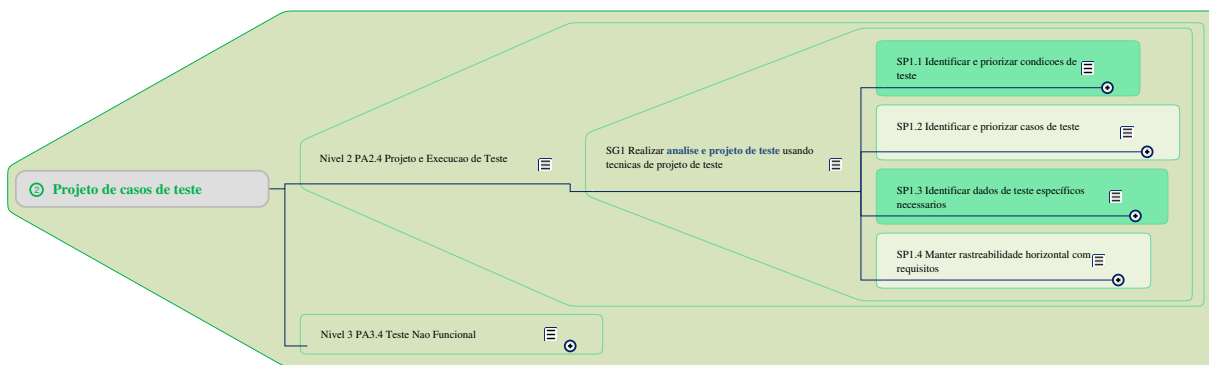 ② Projeto de casos de teste
Nivel 2 PA2.4 Projeto e Execucao de Teste
SG1 Realizar analise e projeto de teste usando
tecnicas de projeto de teste
SP1.1 Identificar e priorizar condicoes de
teste
SP1.2 Identificar e priorizar casos de teste
SP1.3 Identificar dados de teste específicos
necessarios
SP1.4 Manter rastreabilidade horizontal com
requisitos
Nivel 3 PA3.4 Teste Nao Funcional